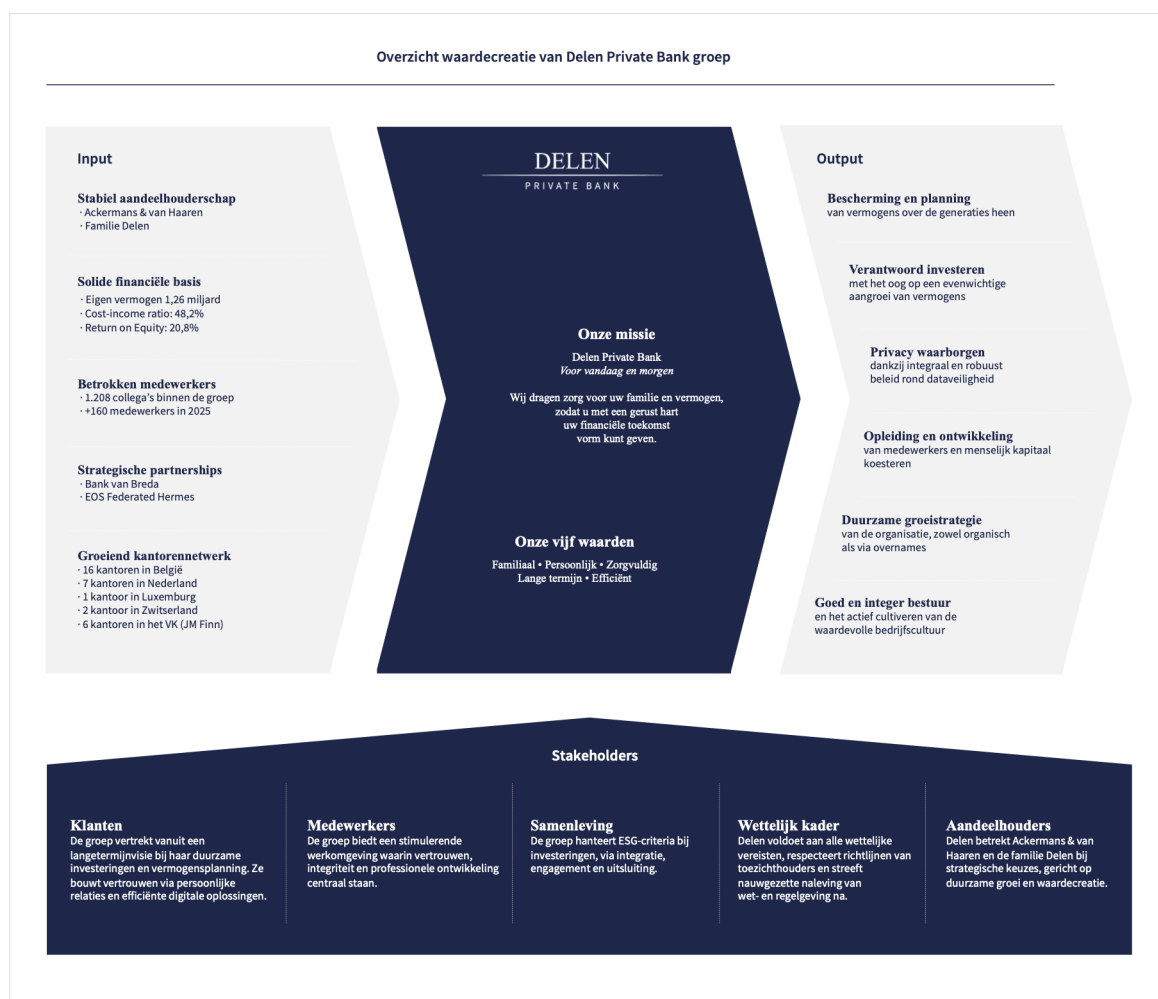 Overzicht waardecreatie van Delen Private Bank groep
Input
Stabiel aandeelhouderschap
· Ackermans & van Haaren
· Familie Delen
Solide financiële basis
· Eigen vermogen 1,26 miljard
· Cost-income ratio: 48,2%
· Return on Equity: 20,8%
Betrokken medewerkers
· 1.208 collega's binnen de groep
· +160 medewerkers in 2025
Strategische partnerships
· Bank van Breda
· EOS Federated Hermes
Groeiend kantorennetwerk
· 16 kantoren in België
· 7 kantoren in Nederland
· 1 kantoor in Luxemburg
· 2 kantoor in Zwitserland
· 6 kantoren in het VK (JM Finn)
DELEN
PRIVATE BANK
Onze missie
Delen Private Bank
Voor vandaag en morgen
Wij dragen zorg voor uw familie en vermogen,
zodat u met een gerust hart
uw financiële toekomst
vorm kunt geven.
Onze vijf waarden
Familiaal • Persoonlijk • Zorgvuldig
Lange termijn • Efficiënt
Output
Bescherming en planning
van vermogens over de generaties heen
Verantwoord investeren
met het oog op een evenwichtige
aangroei van vermogens
Privacy waarborgen
dankzij integraal en robuust
beleid rond dataveiligheid
Opleiding en ontwikkeling
van medewerkers en menselijk kapitaal
koesteren
Duurzame groeistrategie
van de organisatie, zowel organisch
als via overnames
Goed en integer bestuur
en het actief cultiveren van de
waardevolle bedrijfscultuur
Stakeholders
Klanten
De groep vertrekt vanuit een
langetermijnvisie bij haar duurzame
investeringen en vermogensplanning. Ze
bouwt vertrouwen via persoonlijke
relaties en efficiënte digitale oplossingen.
Medewerkers
De groep biedt een stimulerende
werkomgeving waarin vertrouwen,
integriteit en professionele ontwikkeling
centraal staan.
Samenleving
De groep hanteert ESG-criteria bij
investeringen, via integratie,
engagement en uitsluiting.
Wettelijk kader
Delen voldoet aan alle wettelijke
vereisten, respecteert richtlijnen van
toezichthouders en streeft
nauwgezette naleving van
wet- en regelgeving na.
Aandeelhouders
Delen betrekt Ackermans & van
Haaren en de familie Delen bij
strategische keuzes, gericht op
duurzame groei en waardecreatie.